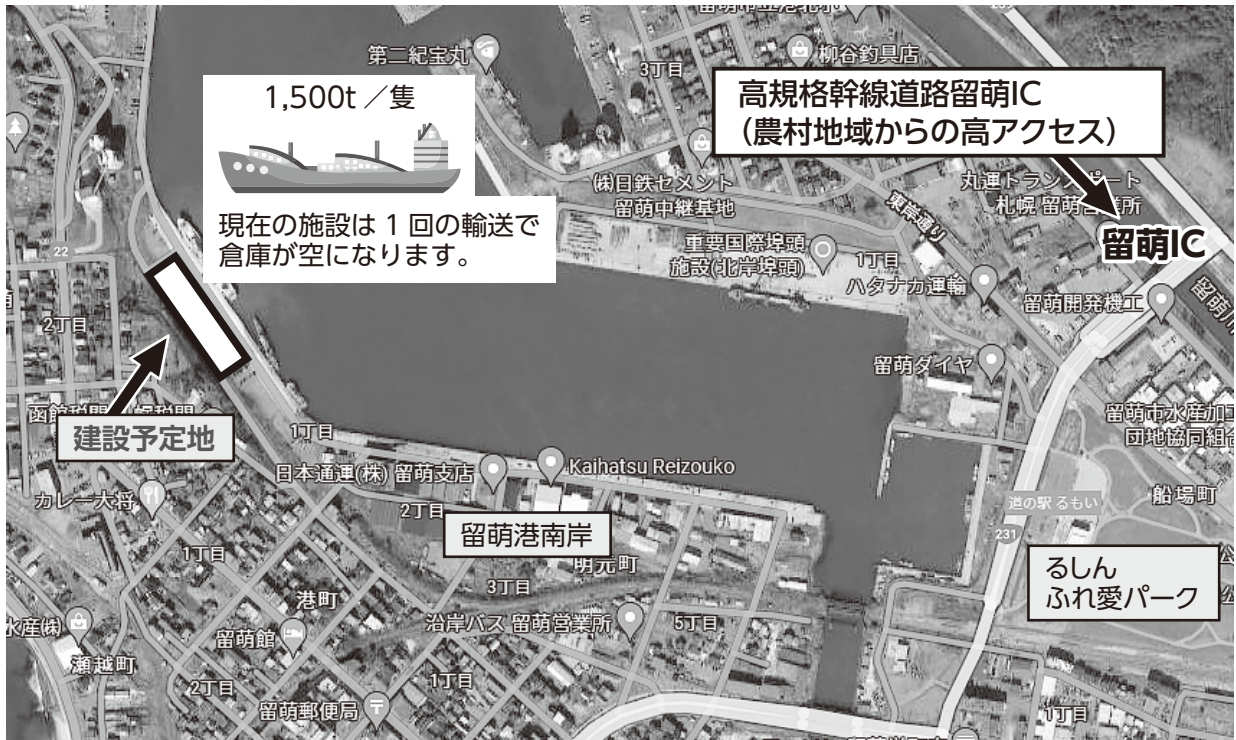 第二紀宝丸
3丁目
柳谷釣具店
1,500t／隻
現在の施設は 1 回の輸送で
倉庫が空になります。
高規格幹線道路留萌IC
（農村地域からの高アクセス）
㈱日鉄セメント
留萌中継基地
丸運トランスポート
札幌 留萌営業所
東岸通り
留萌IC
重要国際埠頭
施設(北岸埠頭)
1丁目
ハタナカ運輸
留萌開発機工
22
2丁目
留萌ダイヤ
建設予定地
留萌市水産加工
団地協同組合
1丁目
日本通運(株) 留萌支店
Kaihatsu Reizouko
カレー大将
2丁目
留萌港南岸
船場町
道の駅 るもい
231
1丁目
3丁目
明元町
るしん
ふれ愛パーク
港町
水産㈱
沿岸バス 留萌営業所
5丁目
留萌館
瀬越町
2丁目
1丁目
留萌郵便局
1丁目